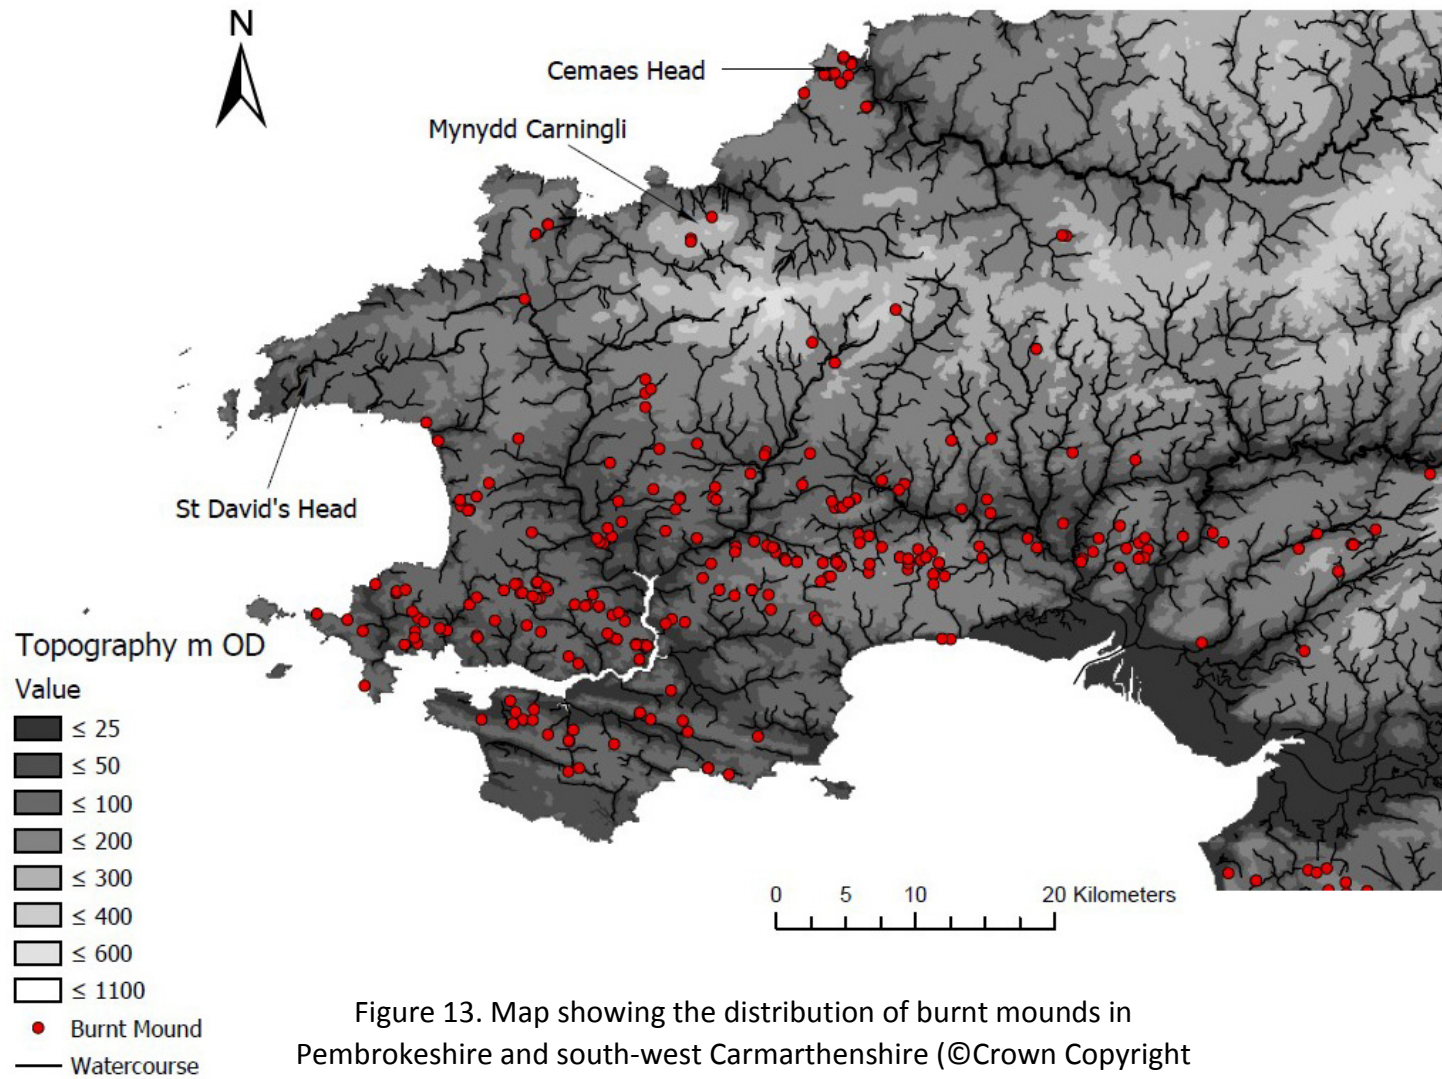 N
Cemaes Head
Mynydd Carningli
St David's Head
Topography m OD
Value
≤ 25
≤ 50
≤ 100
≤ 200
≤ 300
≤ 400
≤ 600
≤ 1100
Burnt Mound
Watercourse
0 5 10 20 Kilometers
Figure 13. Map showing the distribution of burnt mounds in
Pembrokeshire and south-west Carmarthenshire (©Crown Copyright